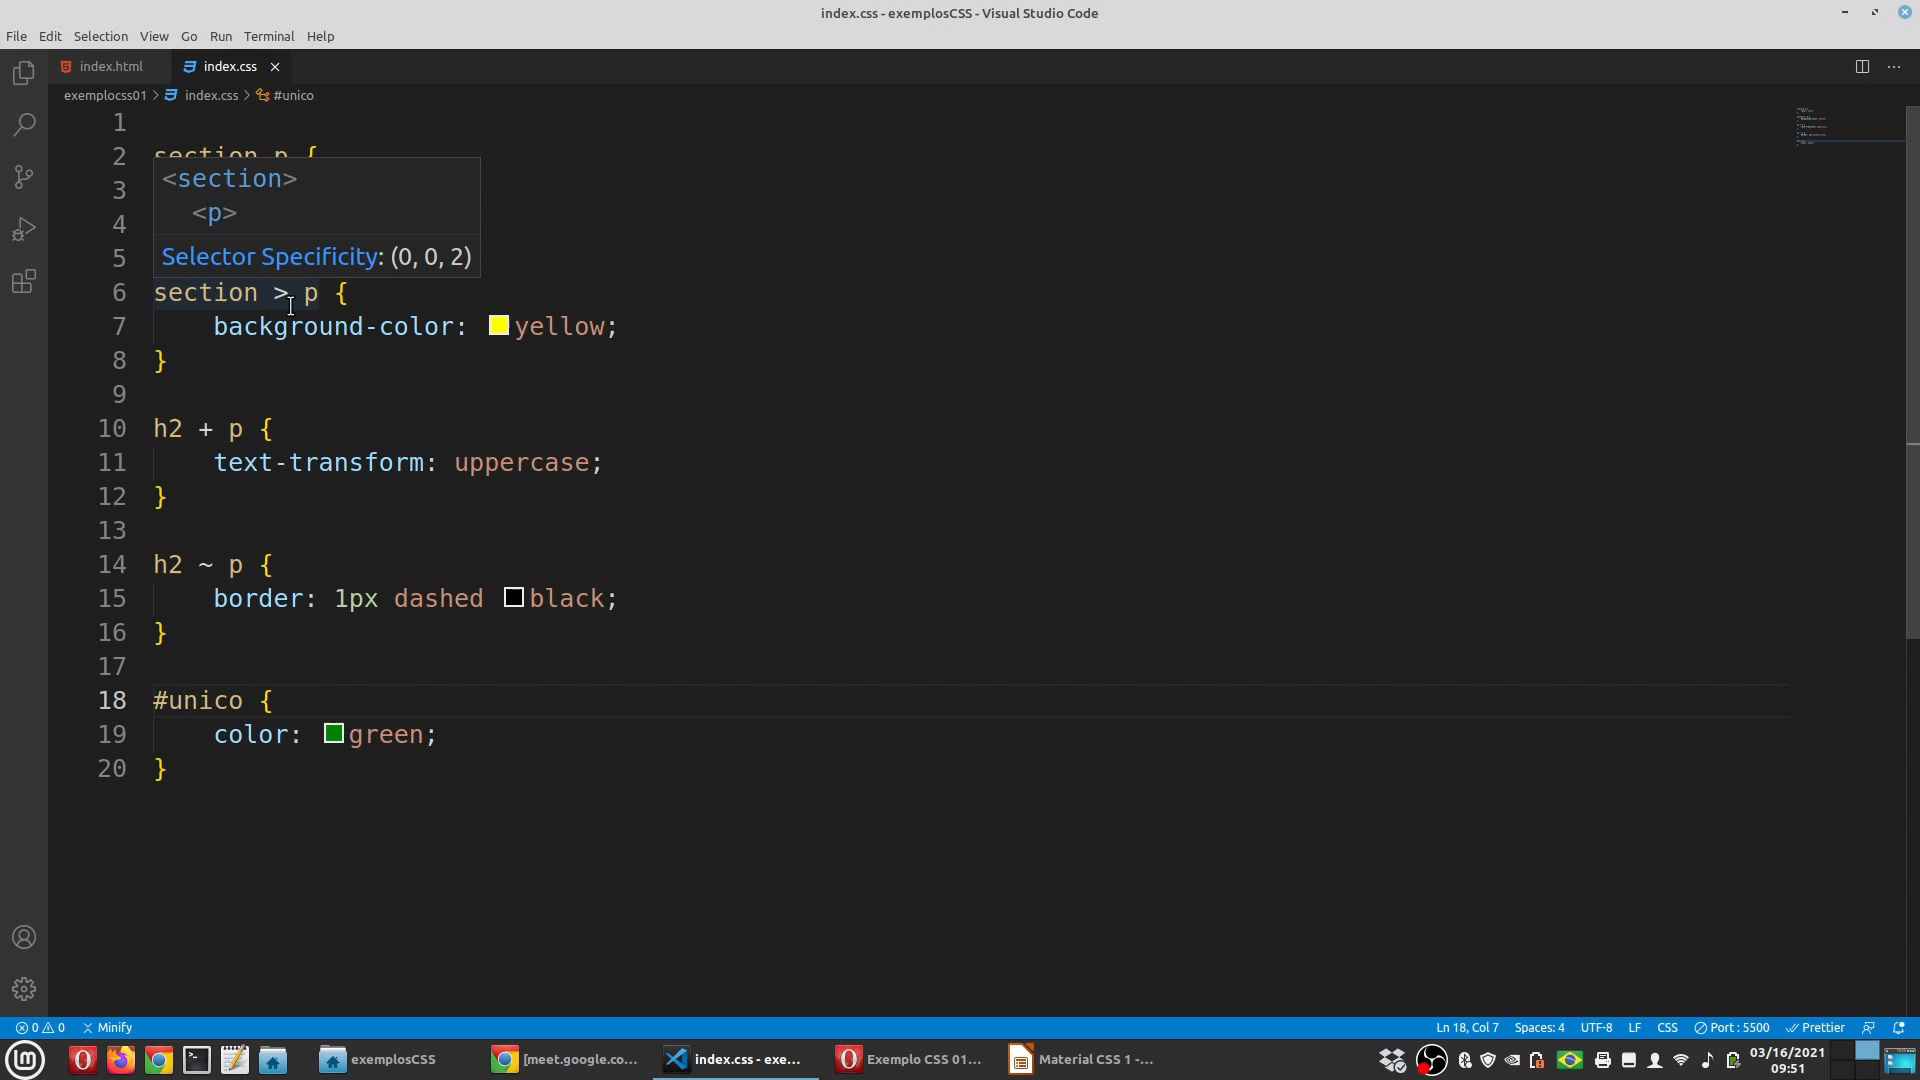 index.css - exemplosCSS - Visual Studio Code
File Edit Selection View Go Run Terminal Help
index.html index.css
exemplocss01 > index.css > #unico
1
2 section p {
3
4
5
<section>
<p>
Selector Specificity: (0, 0, 2)
6 section > p {
7 background-color: yellow;
8 }
9
10 h2 + p {
11 text-transform: uppercase;
12 }
13
14 h2 ~ p {
15 border: 1px dashed black;
16 }
17
18 #unico {
19 color: green;
20 }
0 0 Minify Ln 18, Col 7 Spaces: 4 UTF-8 LF CSS Port : 5500 Prettier
exemplosCSS [meet.google.co... index.css - exe... Exemplo CSS 01... Material CSS 1 -... 03/16/2021
09:51